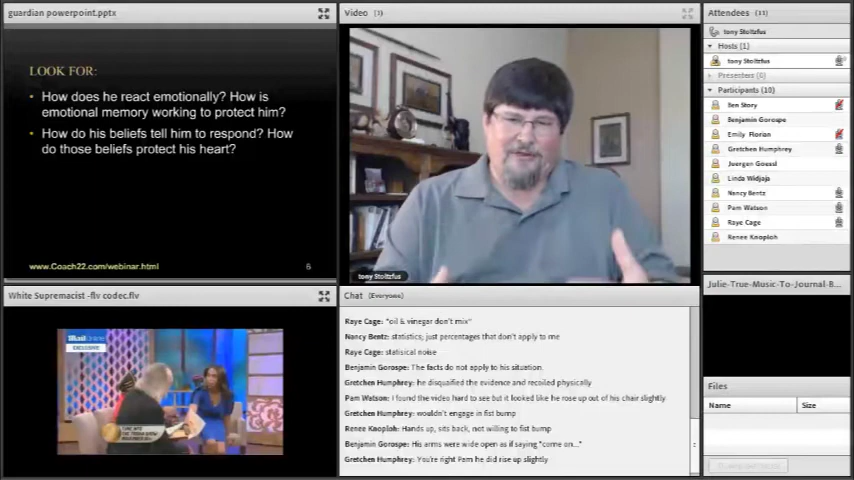 guardian powerpoint.pptx
LOOK FOR:
• How does he react emotionally? How is
emotional memory working to protect him?
• How do his beliefs tell him to respond? How
do those beliefs protect his heart?
www.Coach22.com/webinar.html
8
Video (1)
tony Stoltzfus
Attendees (11)
tony Stoltzfus
Hosts (1)
tony Stoltzfus
Presenters (0)
Participants (10)
Ben Story
Benjamin Gorospe
Emily Florian
Gretchen Humphrey
Juergen Goessl
Linda Widjaja
Nancy Bentz
Pam Watson
Raye Cage
Renee Knoploh
White Supremacist -flv codec.flv
MailOnline
EXCLUSIVE
Chat (Everyone)
Raye Cage: "oil & vinegar don't mix"
Nancy Bentz: statistics; just percentages that don't apply to me
Raye Cage: statisical noise
Benjamin Gorospe: The facts do not apply to his situation.
Gretchen Humphrey: he disqulified the evidence and recoiled physically
Pam Watson: I found the video hard to see but it looked like he rose up out of his chair slightly
Gretchen Humphrey: wouldn't engage in fist bump
Renee Knoploh: Hands up, sits back, not willing to fist bump
Benjamin Gorospe: His arms were wide open as if saying "come on..."
Gretchen Humphrey: You're right Pam he did rise up slightly
Julie-True-Music-To-Journal-B...
Files
Name
Size